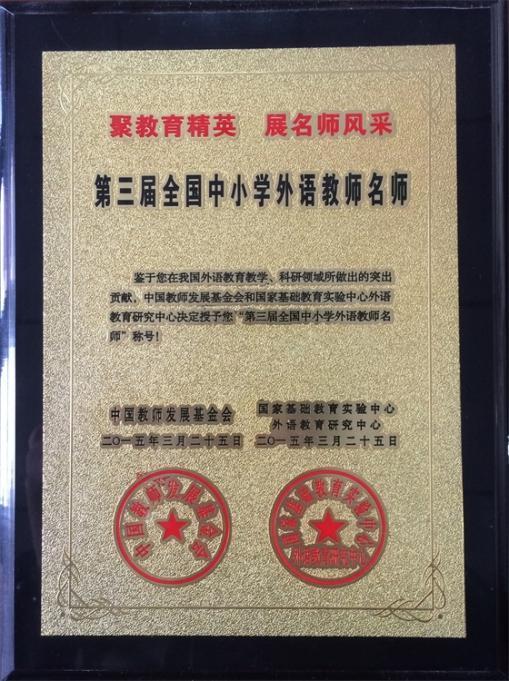 聚教育精英 展名师风采
第三届全国中小学外语教师名师
鉴于您在我国外语教育教学、科研领域所做出的突出
贡献，中国教师发展基金会和国家基础教育实验中心外语
教育研究中心决定授予您“第三届全国中小学外语教师名
师”称号！
中国教师发展基金会
二〇一五年三月二十五日
国家基础教育实验中心
外语教育研究中心
二〇一五年三月二十五日
中国教师发展基金会
国家基础教育实验中心
外语教育研究中心